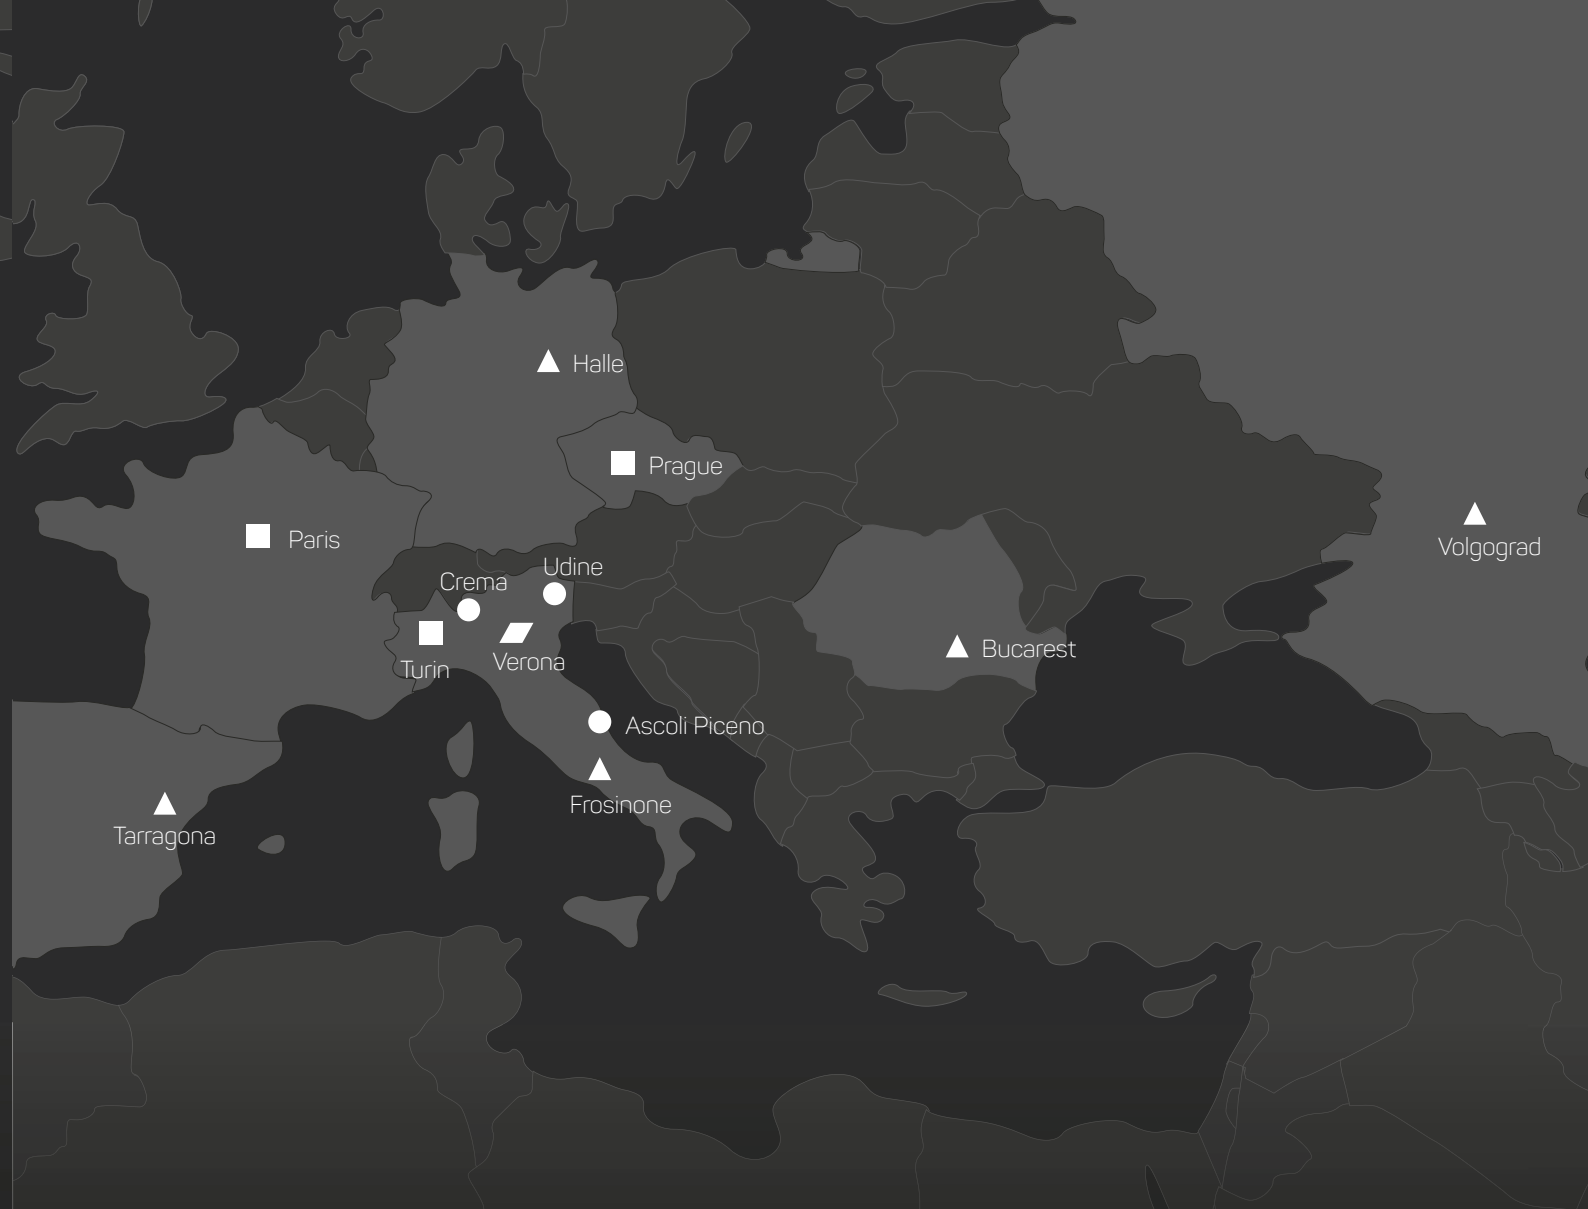 Halle
Prague
Paris
Volgograd
Udine
Crema
Bucarest
Verona
Turin
Ascoli Piceno
Frosinone
Tarragona